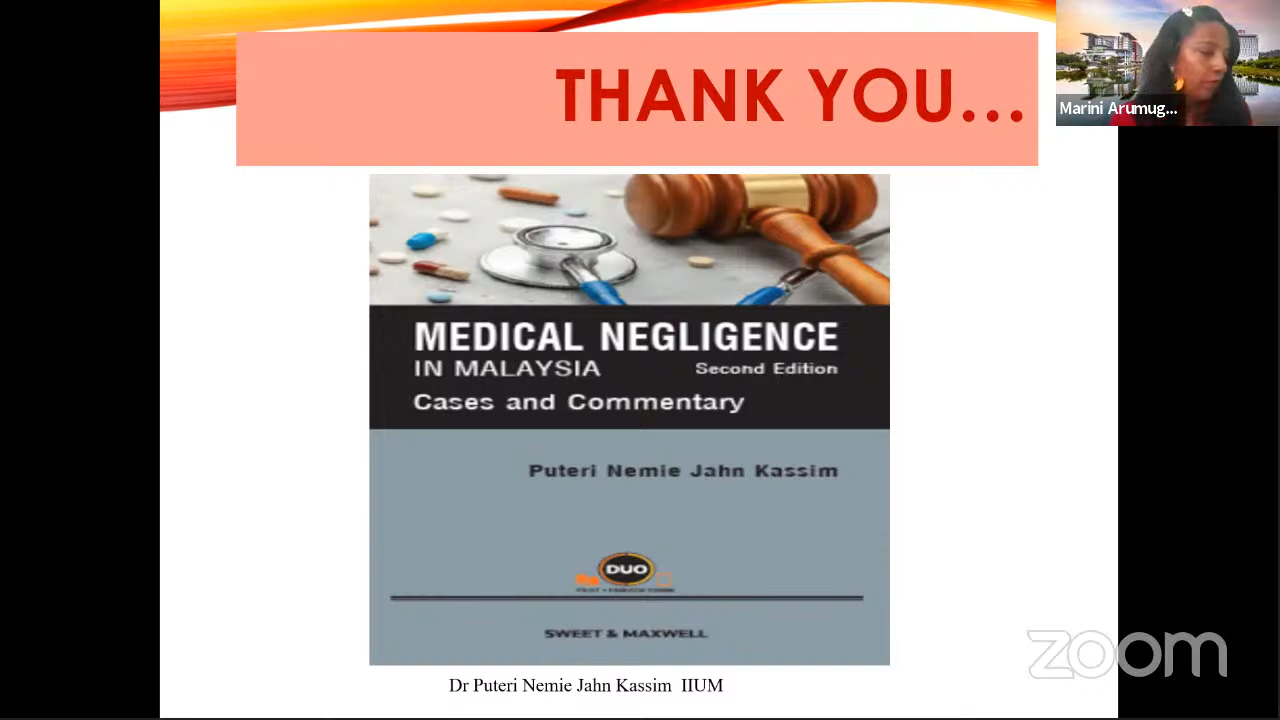 THANK YOU...
Marini Arumug...
MEDICAL NEGLIGENCE
IN MALAYSIA Second Edition
Cases and Commentary
Puteri Nemie Jahn Kassim
DUO
SWEET & MAXWELL
zoom
Dr Puteri Nemie Jahn Kassim IIUM